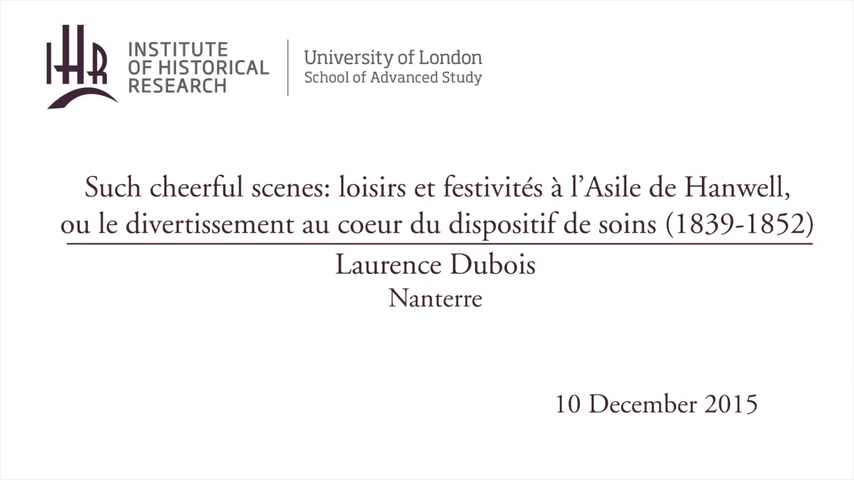 IHR
INSTITUTE
OF HISTORICAL
RESEARCH
University of London
School of Advanced Study
Such cheerful scenes: loisirs et festivités à l’Asile de Hanwell,
ou le divertissement au coeur du dispositif de soins (1839-1852)
Laurence Dubois
Nanterre
10 December 2015